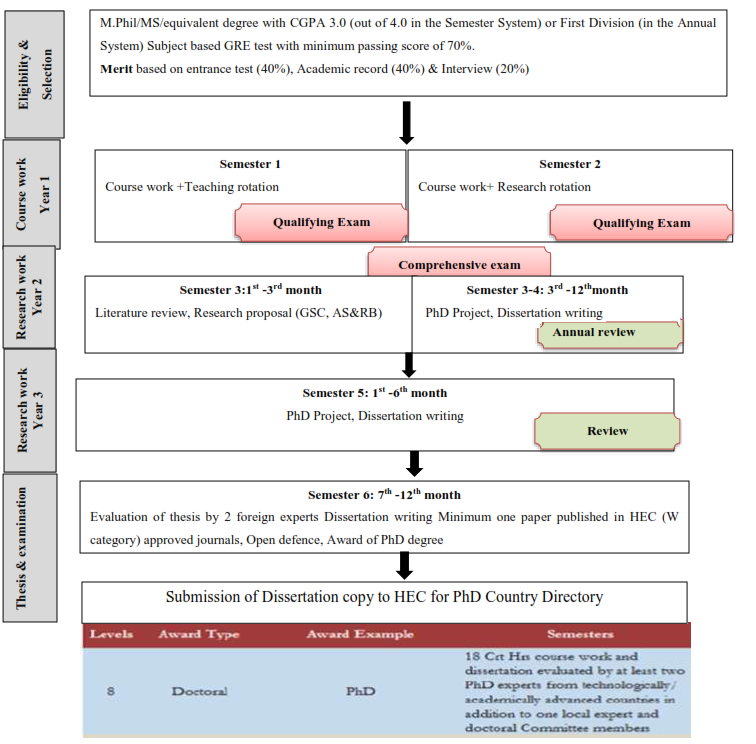 Eligibility &
Selection
M.Phil/MS/equivalent degree with CGPA 3.0 (out of 4.0 in the Semester System) or First Division (in the Annual
System) Subject based GRE test with minimum passing score of 70%.
Merit based on entrance test (40%), Academic record (40%) & Interview (20%)
Course work
Year 1
Semester 1
Course work +Teaching rotation
Qualifying Exam
Semester 2
Course work+ Research rotation
Qualifying Exam
Comprehensive exam
Research work
Year 2
Semester 3:1st -3rd month
Literature review, Research proposal (GSC, AS&RB)
Semester 3-4: 3rd -12thmonth
PhD Project, Dissertation writing
Annual review
Research work
Year 3
Semester 5: 1st -6th month
PhD Project, Dissertation writing
Review
Thesis & examination
Semester 6: 7th -12th month
Evaluation of thesis by 2 foreign experts Dissertation writing Minimum one paper published in HEC (W
category) approved journals, Open defence, Award of PhD degree
Submission of Dissertation copy to HEC for PhD Country Directory
Levels Award Type Award Example Semesters
8 Doctoral PhD
18 Crt Hrs course work and
dissertation evaluated by at least two
PhD experts from technologically/
academically advanced countries in
addition to one local expert and
doctoral Committee members